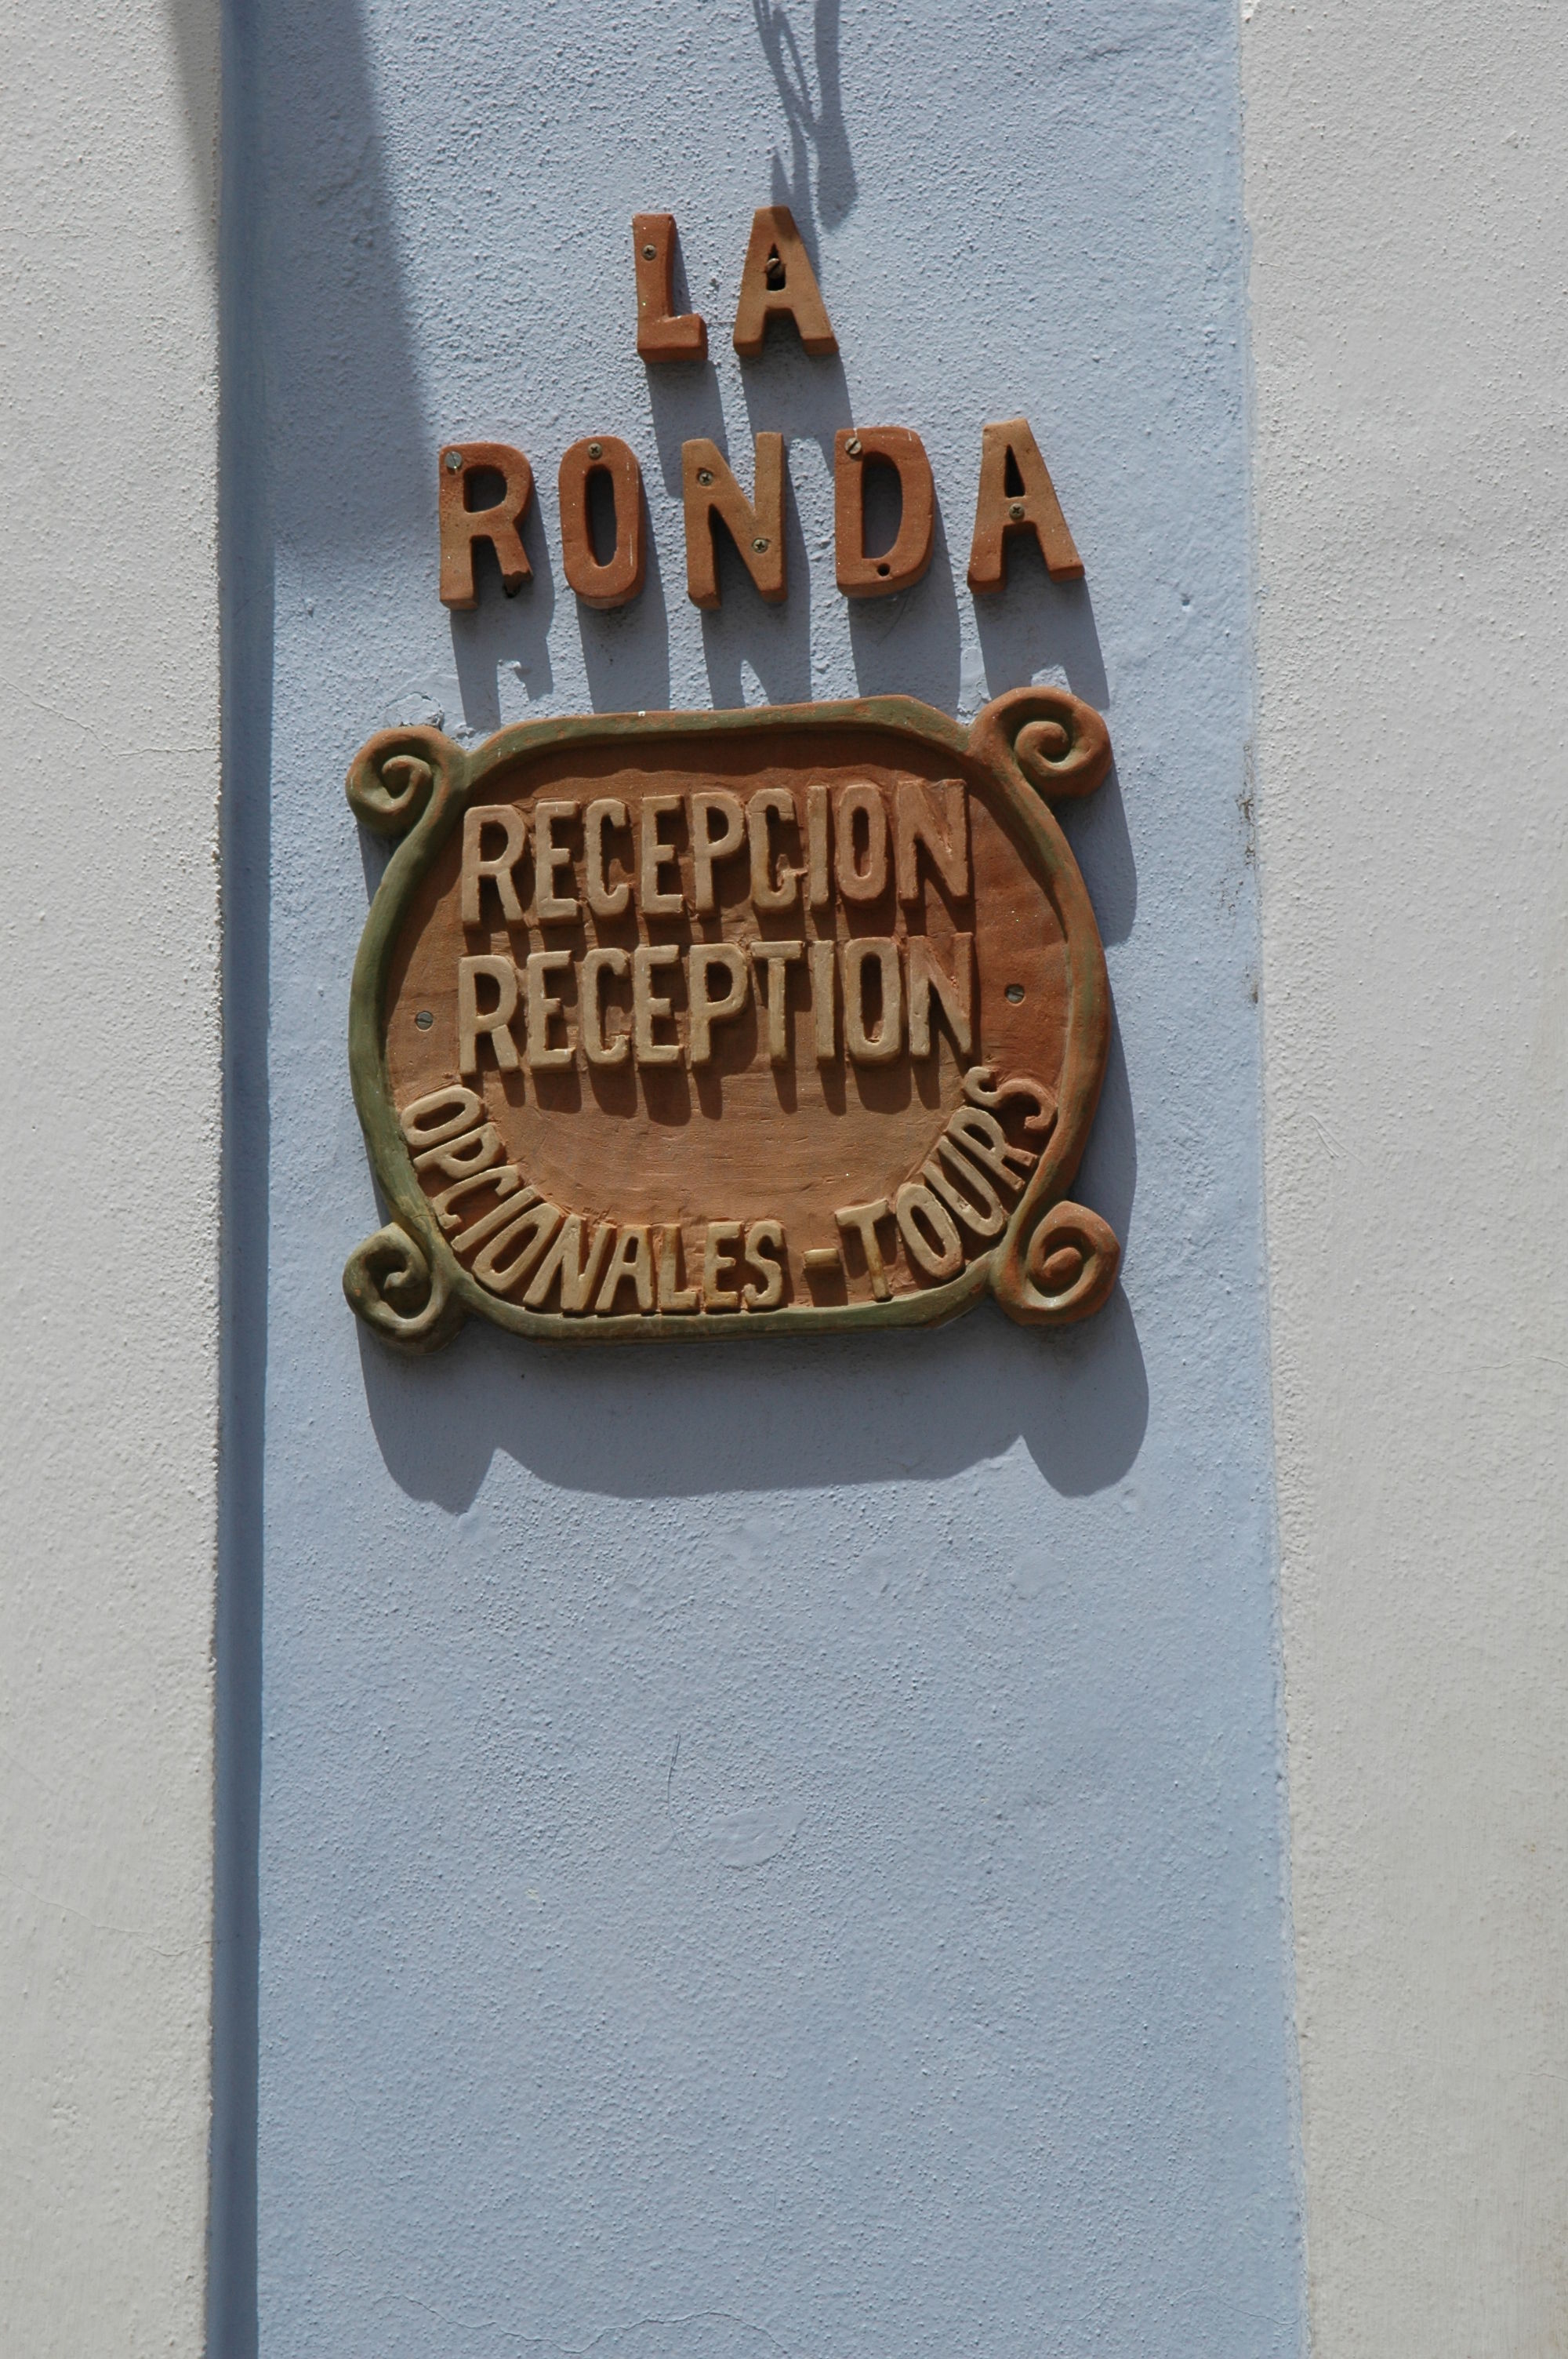 LA
RONDA
RECEPCION
RECEPTION
OPCIONALES - TOURS